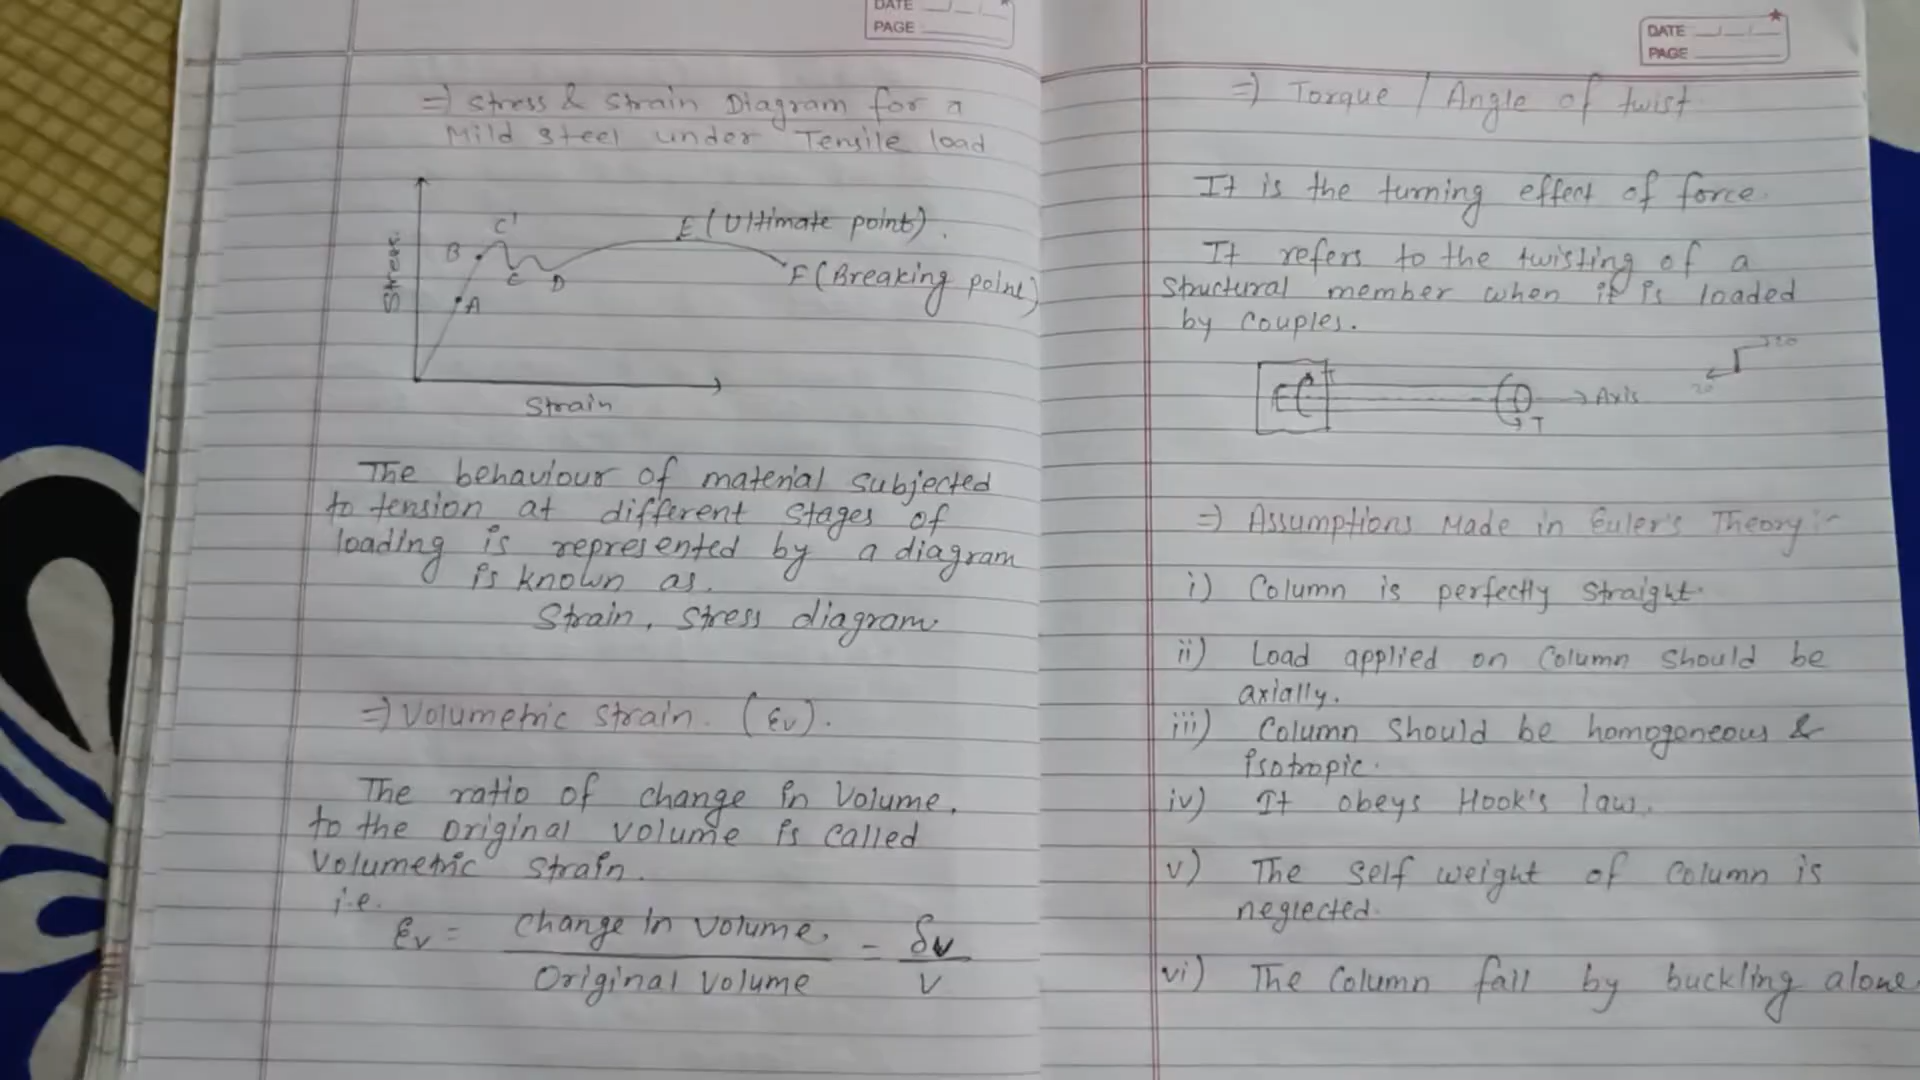 DATE
PAGE
=) Stress & Strain Diagram for a
Mild steel under Tensile load
Stress
C'
E (Ultimate point).
B
C
D
F (Breaking point)
A
Strain
The behaviour of material subjected
to tension at different stages of
loading is represented by a diagram
is known as.
Strain, Stress diagram
=) Volumetric strain. (εv).
The ratio of change in volume,
to the original volume is called
Volumetric strain.
i.e.
εv = Change in volume. = δv
Original volume V
DATE
PAGE
=) Torque / Angle of twist
It is the turning effect of force.
It refers to the twisting of a
Structural member when it is loaded
by couples.
20
20
Axis
T
=) Assumptions Made in Euler's Theory :-
i) Column is perfectly straight.
ii) Load applied on Column should be
axially.
iii) Column should be homogeneous &
isotropic.
iv) It obeys Hook's law.
v) The self weight of column is
neglected.
vi) The Column fail by buckling alone.